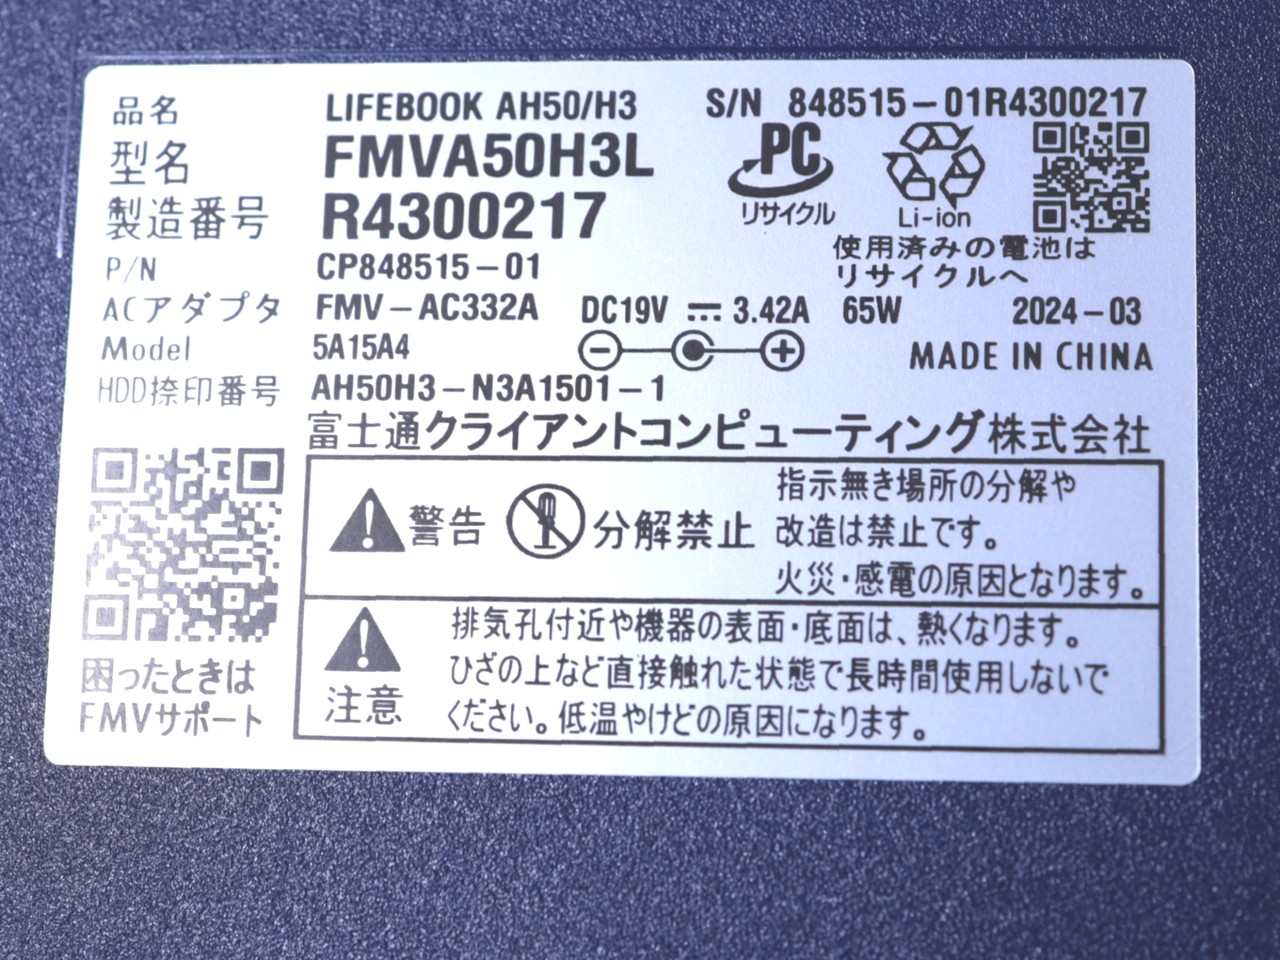 品名 LIFEBOOK AH50/H3 S/N 848515-01R4300217
型名 FMVA50H3L
製造番号 R4300217
PC
リサイクル
Li-ion
使用済みの電池は
リサイクルへ
P/N CP848515-01
ACアダプタ FMV-AC332A DC19V ⎓ 3.42A 65W 2024-03
Model 5A15A4 MADE IN CHINA
HDD捺印番号 AH50H3-N3A1501-1
富士通クライアントコンピューティング株式会社
警告 分解禁止
指示無き場所の分解や
改造は禁止です。
火災・感電の原因となります。
注意
排気孔付近や機器の表面・底面は、熱くなります。
ひざの上など直接触れた状態で長時間使用しないで
ください。低温やけどの原因になります。
困ったときは
FMVサポート